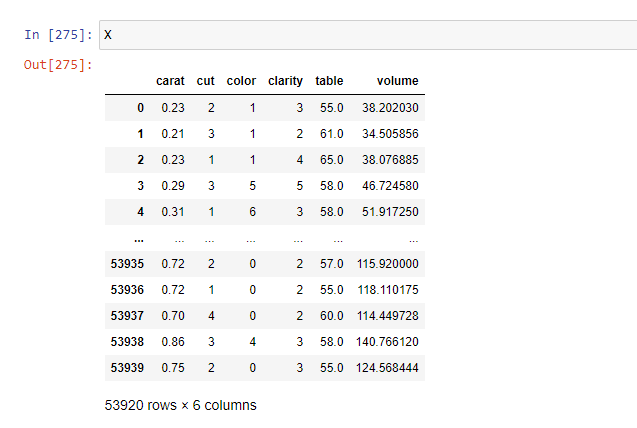 In [275]: X
Out[275]:
carat cut color clarity table volume
0 0.23 2 1 3 55.0 38.202030
1 0.21 3 1 2 61.0 34.505856
2 0.23 1 1 4 65.0 38.076885
3 0.29 3 5 5 58.0 46.724580
4 0.31 1 6 3 58.0 51.917250
... ... ... ... ... ... ...
53935 0.72 2 0 2 57.0 115.920000
53936 0.72 1 0 2 55.0 118.110175
53937 0.70 4 0 2 60.0 114.449728
53938 0.86 3 4 3 58.0 140.766120
53939 0.75 2 0 3 55.0 124.568444
53920 rows × 6 columns